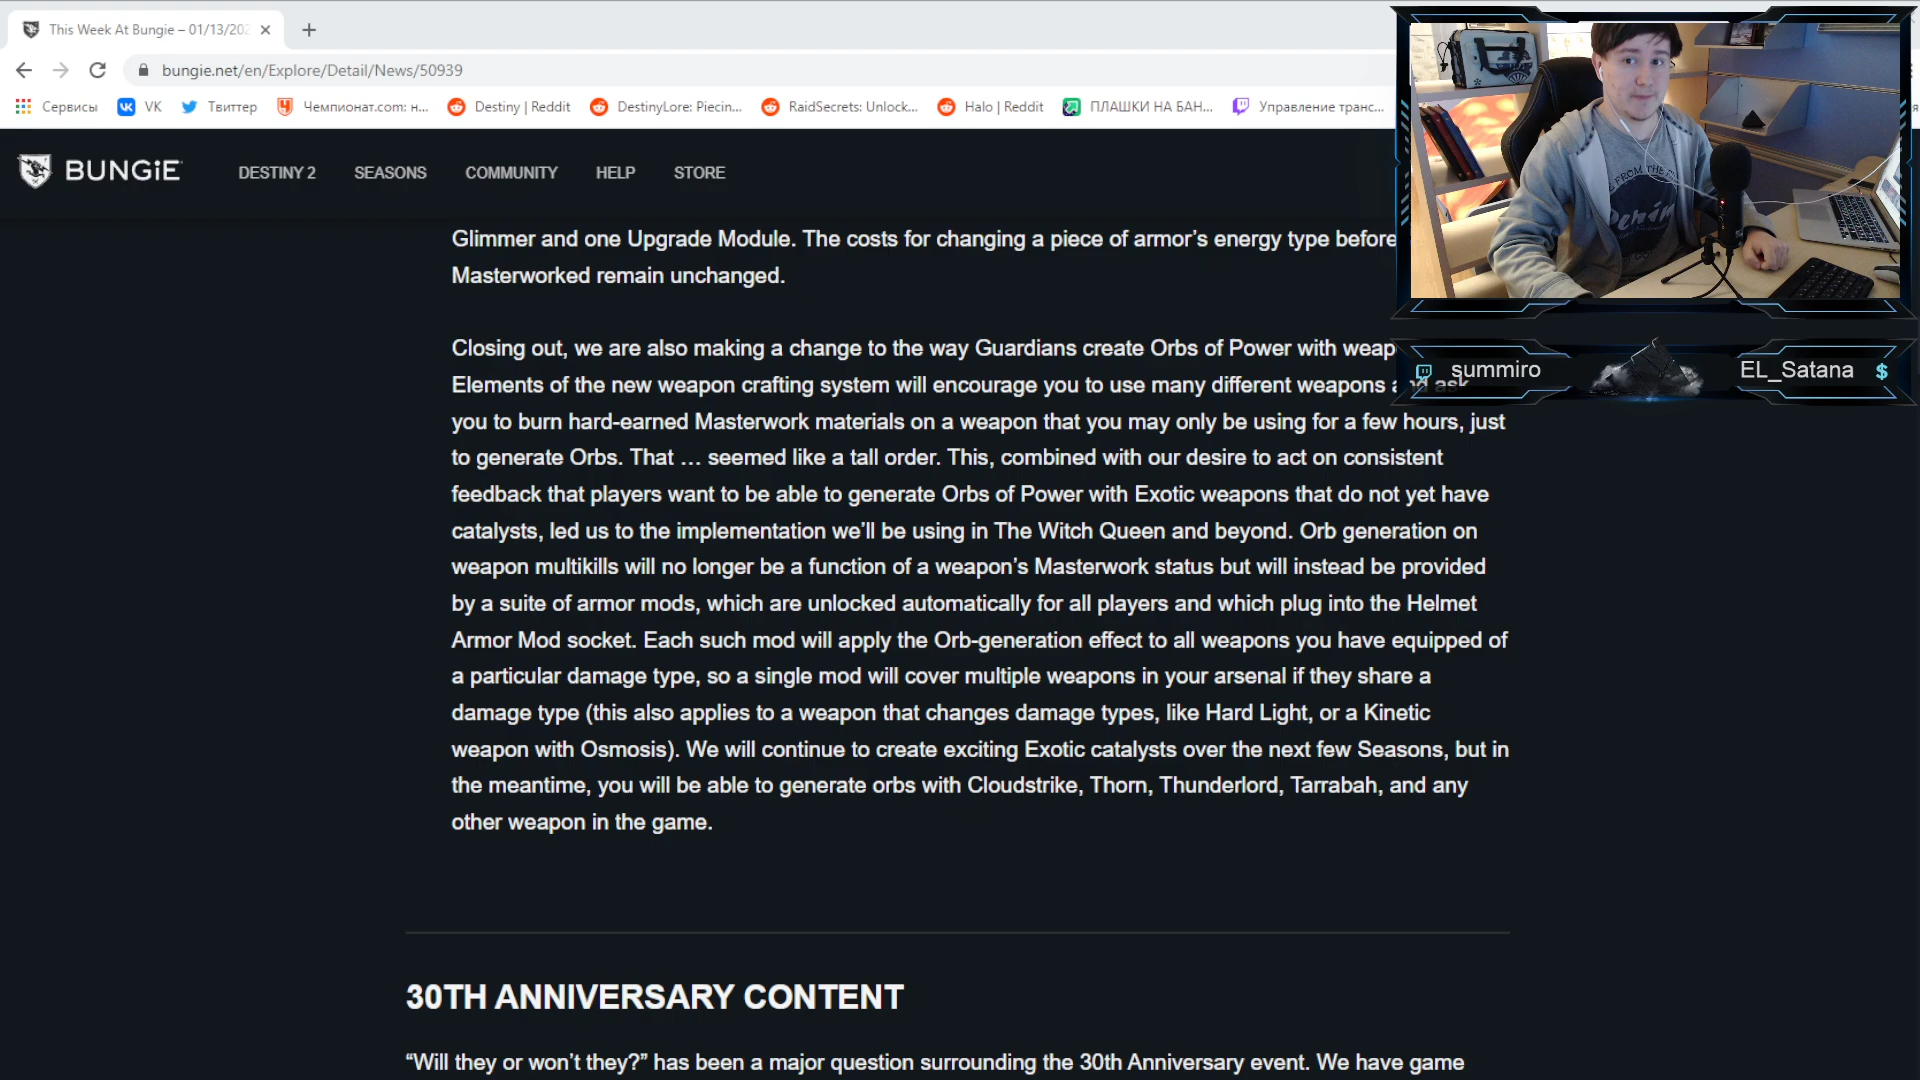 This Week At Bungie – 01/13/202
bungie.net/en/Explore/Detail/News/50939
Сервисы VK Твиттер Чемпионат.com: н... Destiny | Reddit DestinyLore: Piecin... RaidSecrets: Unlock... Halo | Reddit ПЛАШКИ НА БАН... Управление транс...
BUNGiE DESTINY 2 SEASONS COMMUNITY HELP STORE
Glimmer and one Upgrade Module. The costs for changing a piece of armor’s energy type before
Masterworked remain unchanged.
Closing out, we are also making a change to the way Guardians create Orbs of Power with weap
Elements of the new weapon crafting system will encourage you to use many different weapons and ask
you to burn hard-earned Masterwork materials on a weapon that you may only be using for a few hours, just
to generate Orbs. That … seemed like a tall order. This, combined with our desire to act on consistent
feedback that players want to be able to generate Orbs of Power with Exotic weapons that do not yet have
catalysts, led us to the implementation we’ll be using in The Witch Queen and beyond. Orb generation on
weapon multikills will no longer be a function of a weapon’s Masterwork status but will instead be provided
by a suite of armor mods, which are unlocked automatically for all players and which plug into the Helmet
Armor Mod socket. Each such mod will apply the Orb-generation effect to all weapons you have equipped of
a particular damage type, so a single mod will cover multiple weapons in your arsenal if they share a
damage type (this also applies to a weapon that changes damage types, like Hard Light, or a Kinetic
weapon with Osmosis). We will continue to create exciting Exotic catalysts over the next few Seasons, but in
the meantime, you will be able to generate orbs with Cloudstrike, Thorn, Thunderlord, Tarrabah, and any
other weapon in the game.
30TH ANNIVERSARY CONTENT
“Will they or won’t they?” has been a major question surrounding the 30th Anniversary event. We have game
summiro
EL_Satana $